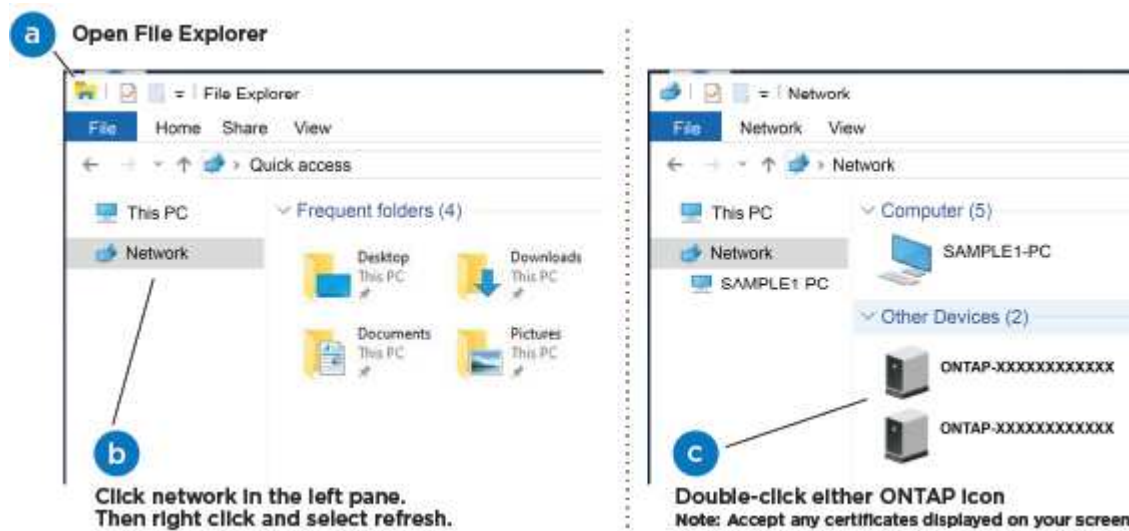 a Open File Explorer
File Explorer
File Home Share View
Quick access
This PC
Network
Frequent folders (4)
Desktop
This PC
Downloads
This PC
Documents
This PC
Pictures
This PC
b
Click network in the left pane.
Then right click and select refresh.
Network
File Network View
Network
This PC
Network
SAMPLE1 PC
Computer (5)
SAMPLE1-PC
Other Devices (2)
ONTAP-XXXXXXXXXXXX
ONTAP-XXXXXXXXXXXX
c
Double-click either ONTAP icon
Note: Accept any certificates displayed on your screen